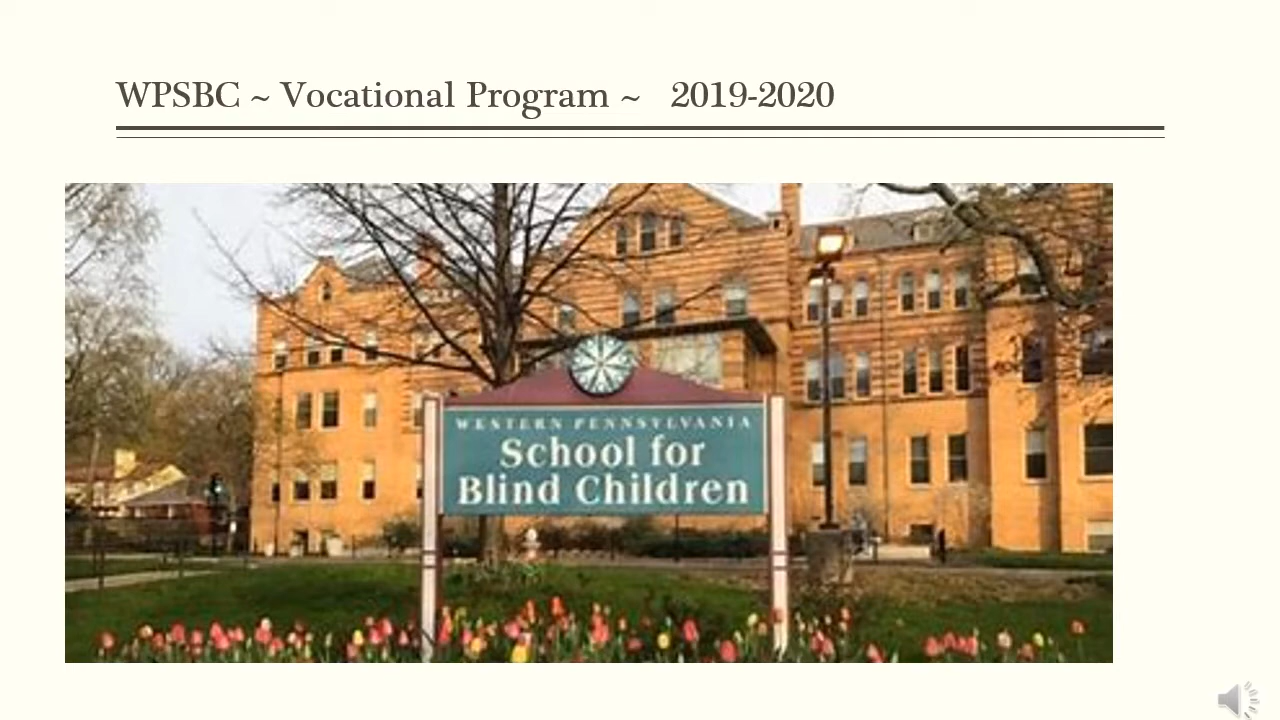 WPSBC ~ Vocational Program ~ 2019-2020
WESTERN PENNSYLVANIA
School for
Blind Children